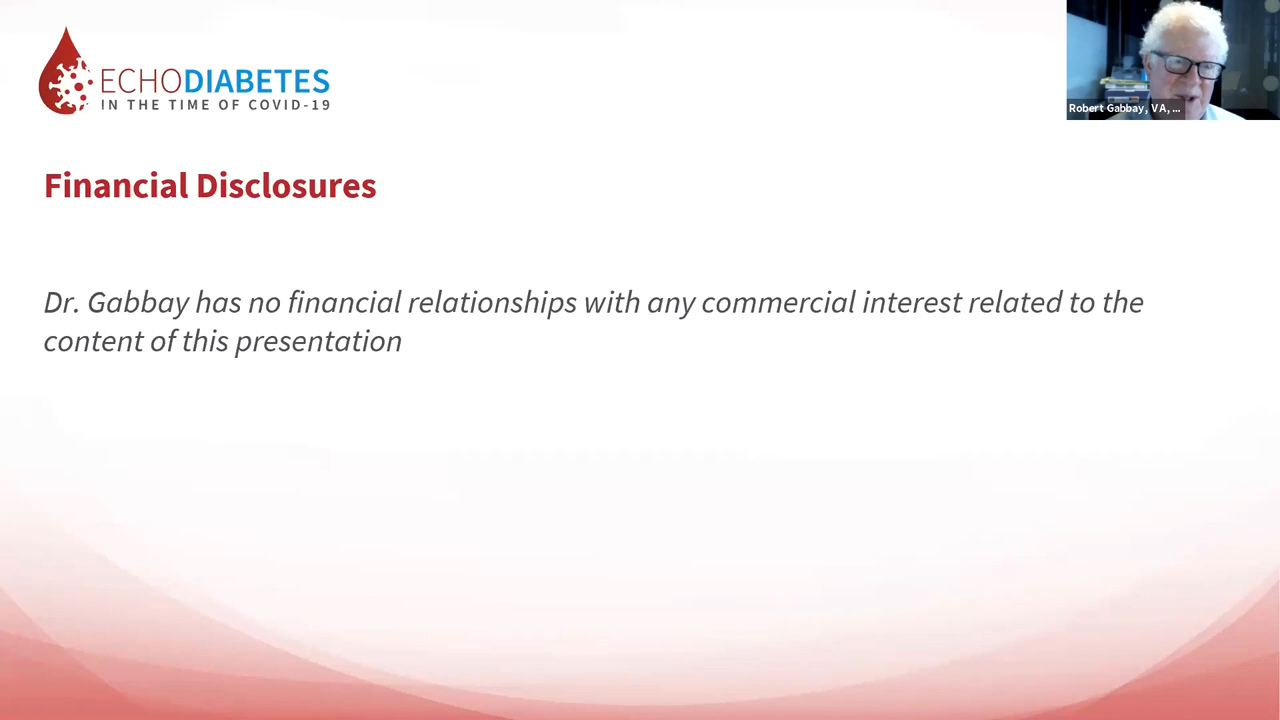 ECHODIABETES
IN THE TIME OF COVID-19
Robert Gabbay, VA, ...
Financial Disclosures
Dr. Gabbay has no financial relationships with any commercial interest related to the
content of this presentation